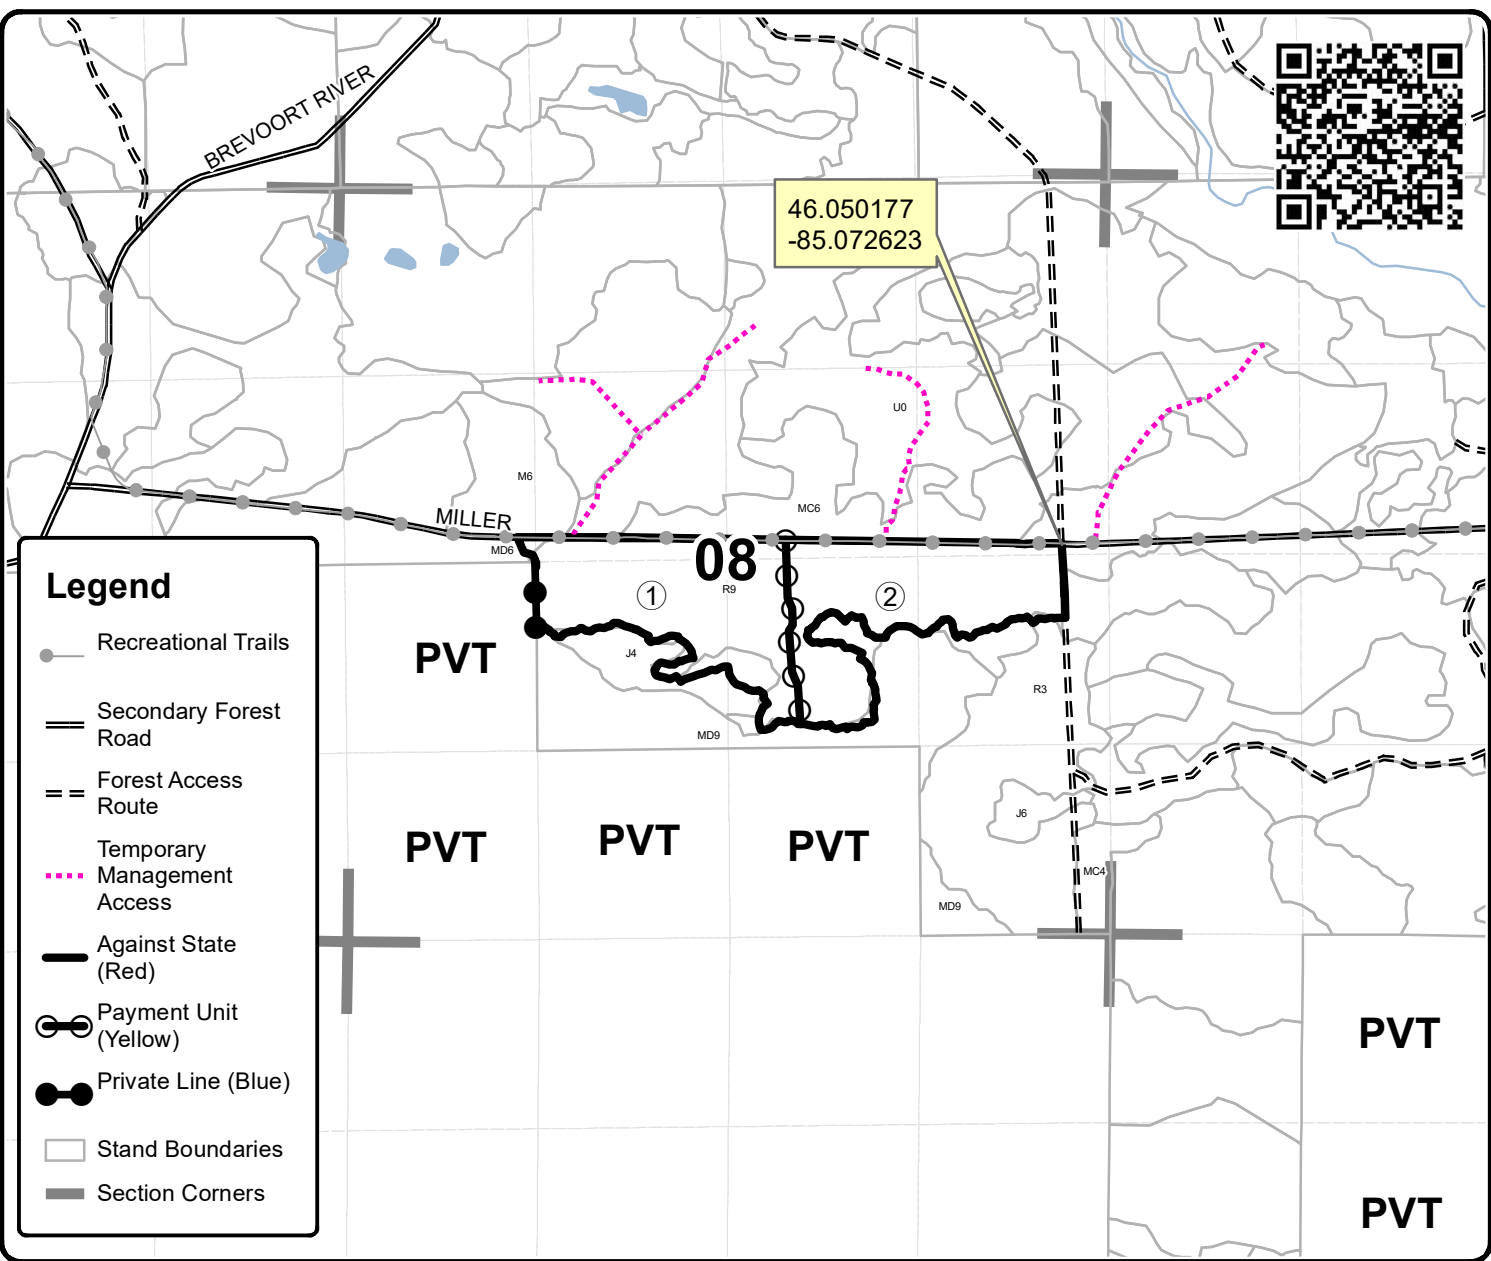 BREVOORT RIVER
46.050177
-85.072623
U0
M6
MC6
MILLER
MD6
08
R9
①
②
PVT
J4
R3
MD9
J6
PVT
PVT
PVT
MC4
MD9
PVT
PVT
Legend
Recreational Trails
Secondary Forest
Road
Forest Access
Route
Temporary
Management
Access
Against State
(Red)
Payment Unit
(Yellow)
Private Line (Blue)
Stand Boundaries
Section Corners